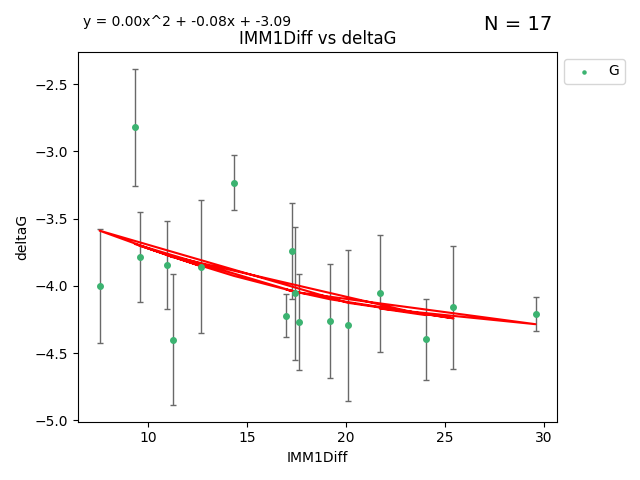 y = 0.00x^2 + -0.08x + -3.09
N = 17
IMM1Diff vs deltaG
G
−2.5
−3.0
−3.5
−4.0
−4.5
−5.0
deltaG
10 15 20 25 30
IMM1Diff